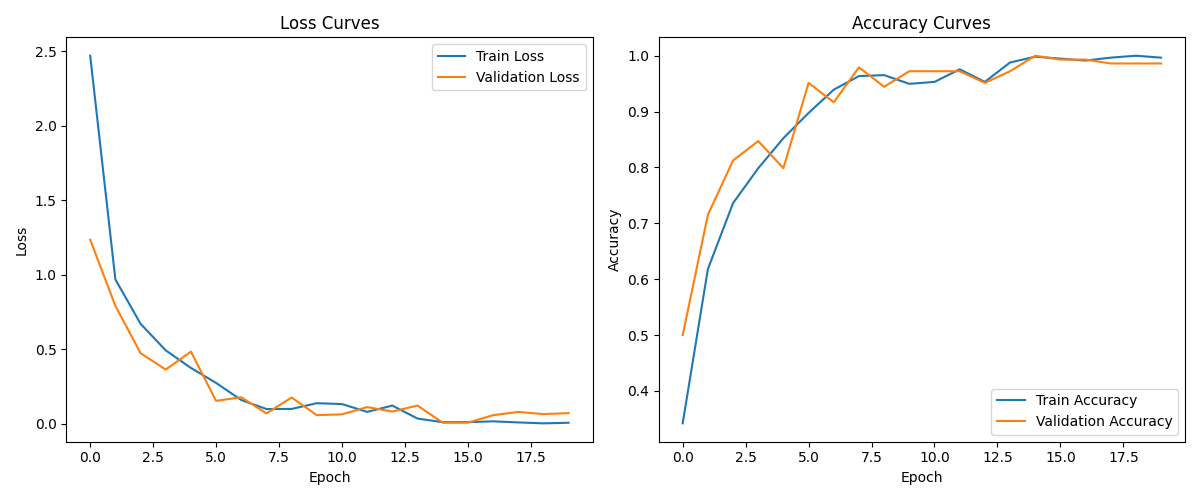 Loss Curves
2.5
2.0
1.5
1.0
0.5
0.0
Loss
Train Loss
Validation Loss
0.0 2.5 5.0 7.5 10.0 12.5 15.0 17.5
Epoch
Accuracy Curves
1.0
0.9
0.8
0.7
0.6
0.5
0.4
Accuracy
Train Accuracy
Validation Accuracy
0.0 2.5 5.0 7.5 10.0 12.5 15.0 17.5
Epoch